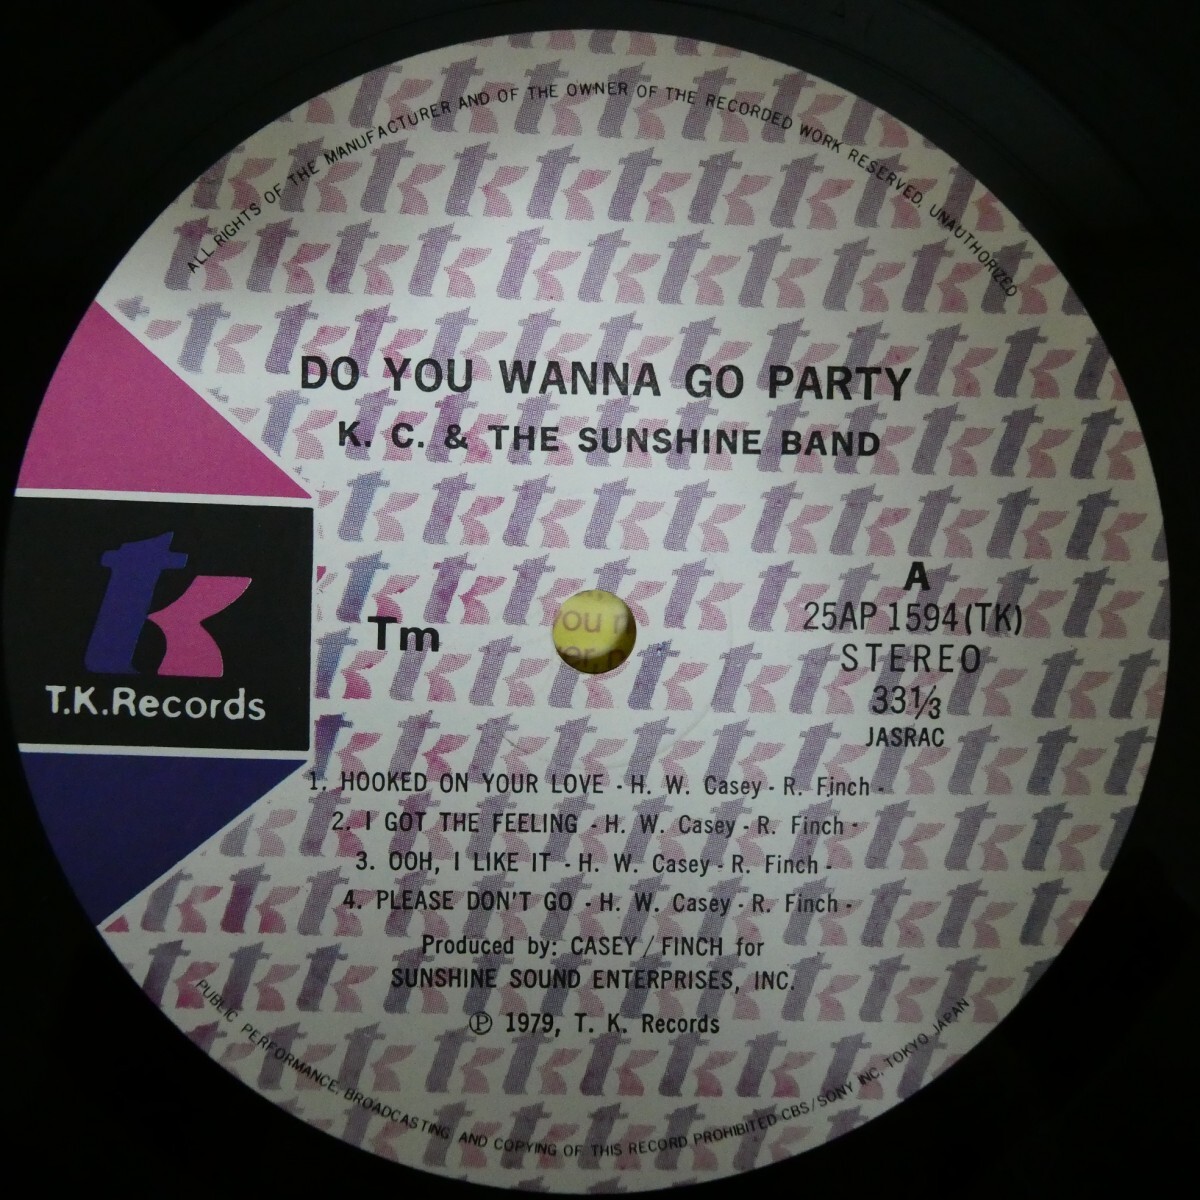 ALL RIGHTS OF THE MANUFACTURER AND OF THE OWNER OF THE RECORDED WORK RESERVED. UNAUTHORIZED
DO YOU WANNA GO PARTY
K. C. & THE SUNSHINE BAND
tk
T.K.Records
Tm
A
25AP 1594(TK)
STEREO
33⅓
JASRAC
1. HOOKED ON YOUR LOVE - H. W. Casey - R. Finch -
2. I GOT THE FEELING - H. W. Casey - R. Finch -
3. OOH, I LIKE IT - H. W. Casey - R. Finch -
4. PLEASE DON'T GO - H. W. Casey - R. Finch -
Produced by: CASEY / FINCH for
SUNSHINE SOUND ENTERPRISES, INC.
Ⓟ 1979, T. K. Records
PUBLIC PERFORMANCE, BROADCASTING AND COPYING OF THIS RECORD PROHIBITED-CBS/SONY INC. TOKYO JAPAN